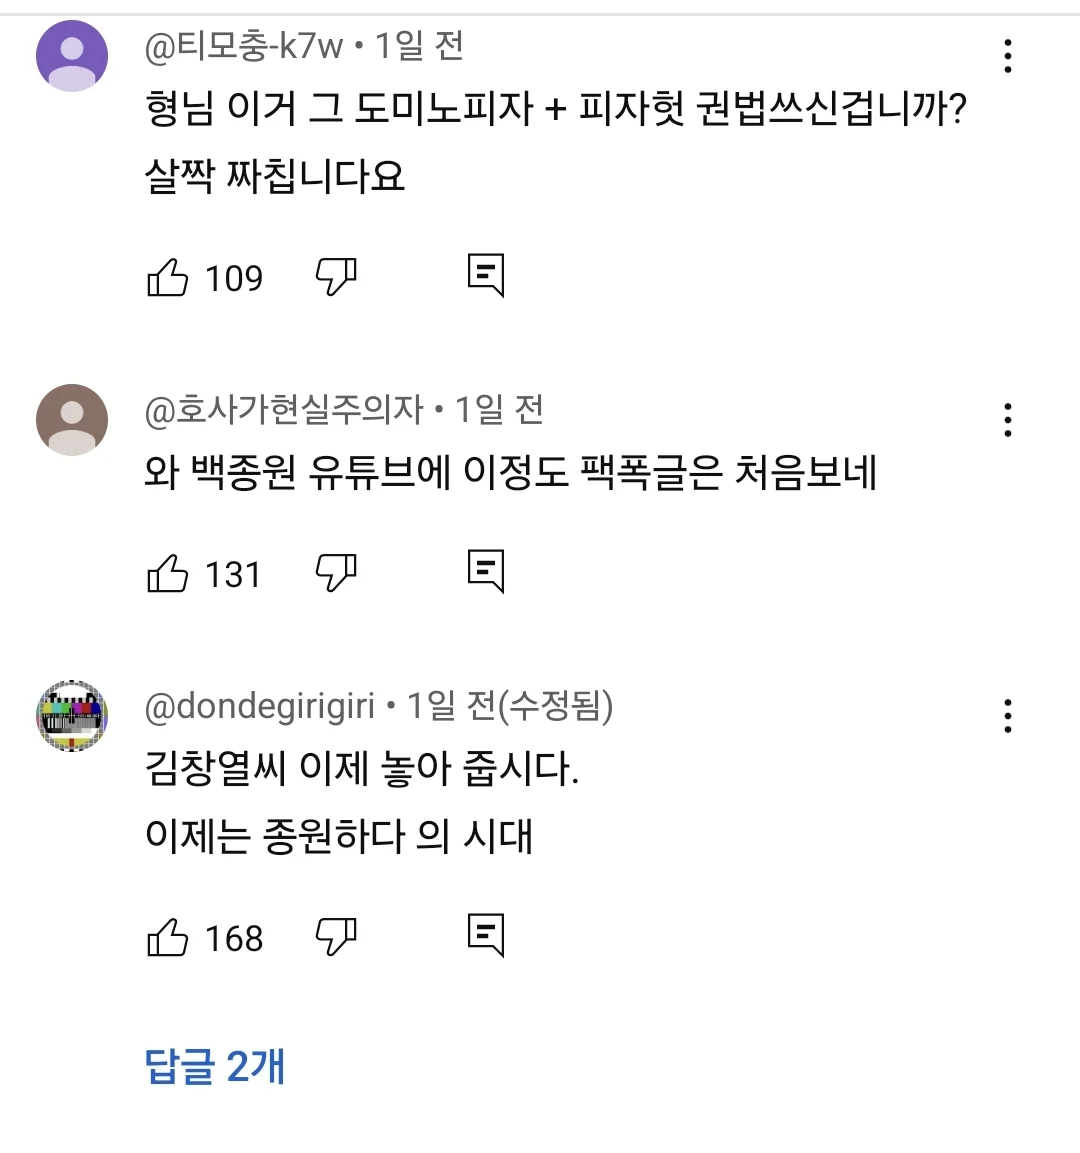 @티모충-k7w • 1일 전
형님 이거 그 도미노피자 + 피자헛 권법쓰신겁니까?
살짝 짜칩니다요
109
@호사가현실주의자 • 1일 전
와 백종원 유튜브에 이정도 팩폭글은 처음보네
131
@dondegirigiri • 1일 전(수정됨)
김창열씨 이제 놓아 줍시다.
이제는 종원하다 의 시대
168
답글 2개